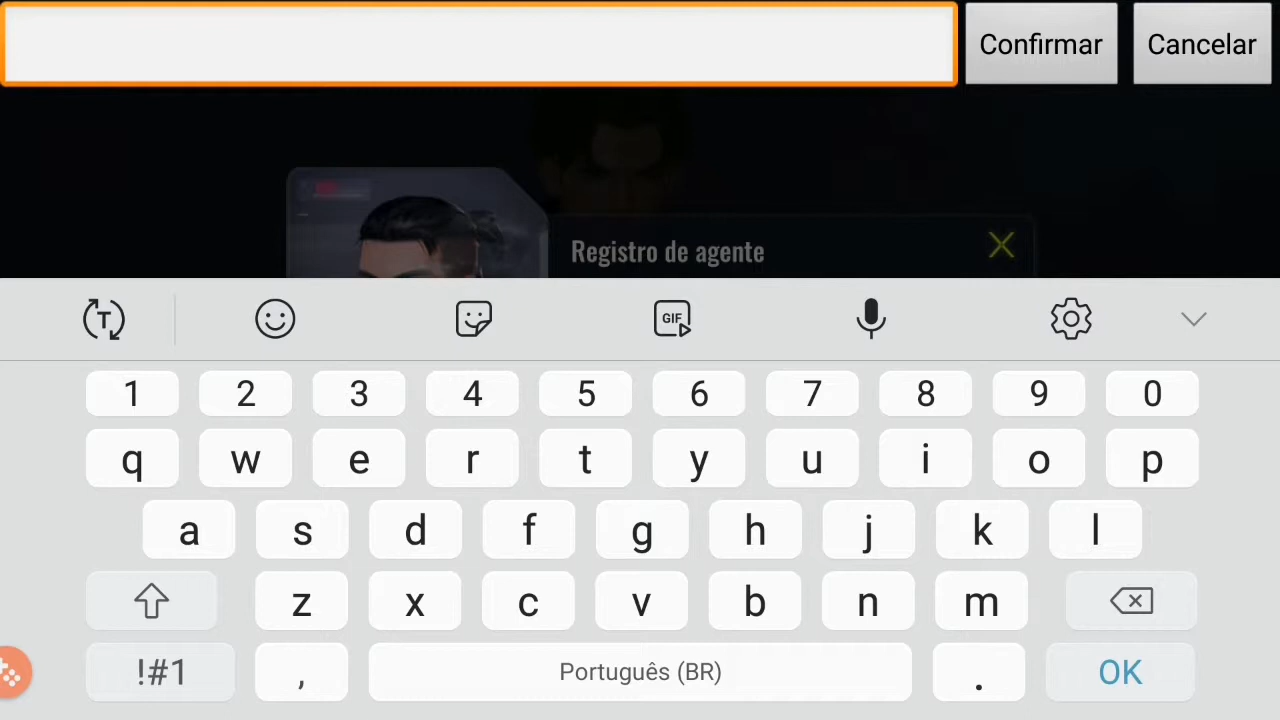 Confirmar Cancelar
Registro de agente
T GIF
1 2 3 4 5 6 7 8 9 0
q w e r t y u i o p
a s d f g h j k l
z x c v b n m
!#1 , Português (BR) . OK